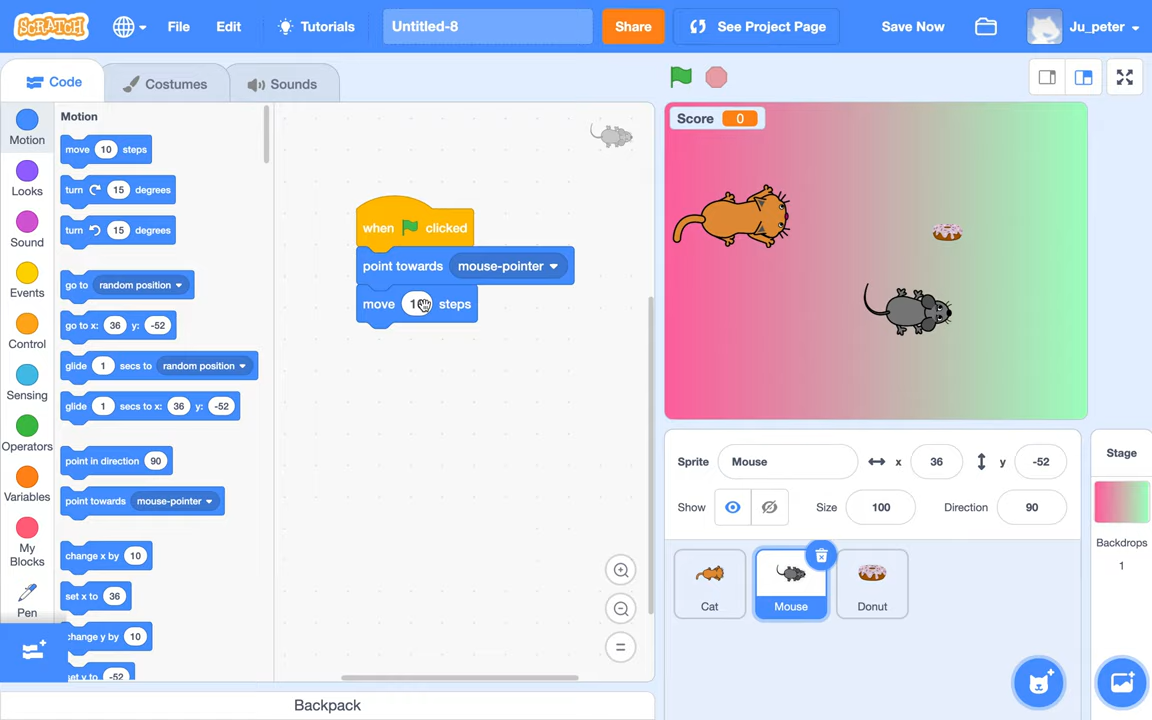 SCRATCH
File
Edit
Tutorials
Untitled-8
Share
See Project Page
Save Now
Ju_peter
Code
Costumes
Sounds
Motion
Looks
Sound
Events
Control
Sensing
Operators
Variables
My
Blocks
Pen
Motion
move 10 steps
turn 15 degrees
turn 15 degrees
go to random position
go to x: 36 y: -52
glide 1 secs to random position
glide 1 secs to x: 36 y: -52
point in direction 90
point towards mouse-pointer
change x by 10
set x to 36
change y by 10
set y to -52
when clicked
point towards mouse-pointer
move steps
Score 0
Sprite Mouse x 36 y -52
Show Size 100 Direction 90
Cat
Mouse
Donut
Stage
Backdrops
1
Backpack